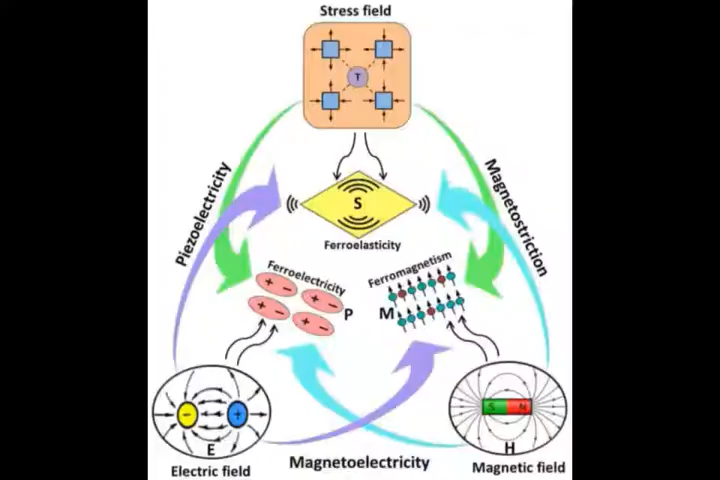 Stress field
T
Piezoelectricity
Magnetostriction
S
Ferroelasticity
Ferroelectricity
Ferromagnetism
P
M
+ -
+ -
+ -
+ -
- +
E
S N
H
Electric field
Magnetoelectricity
Magnetic field